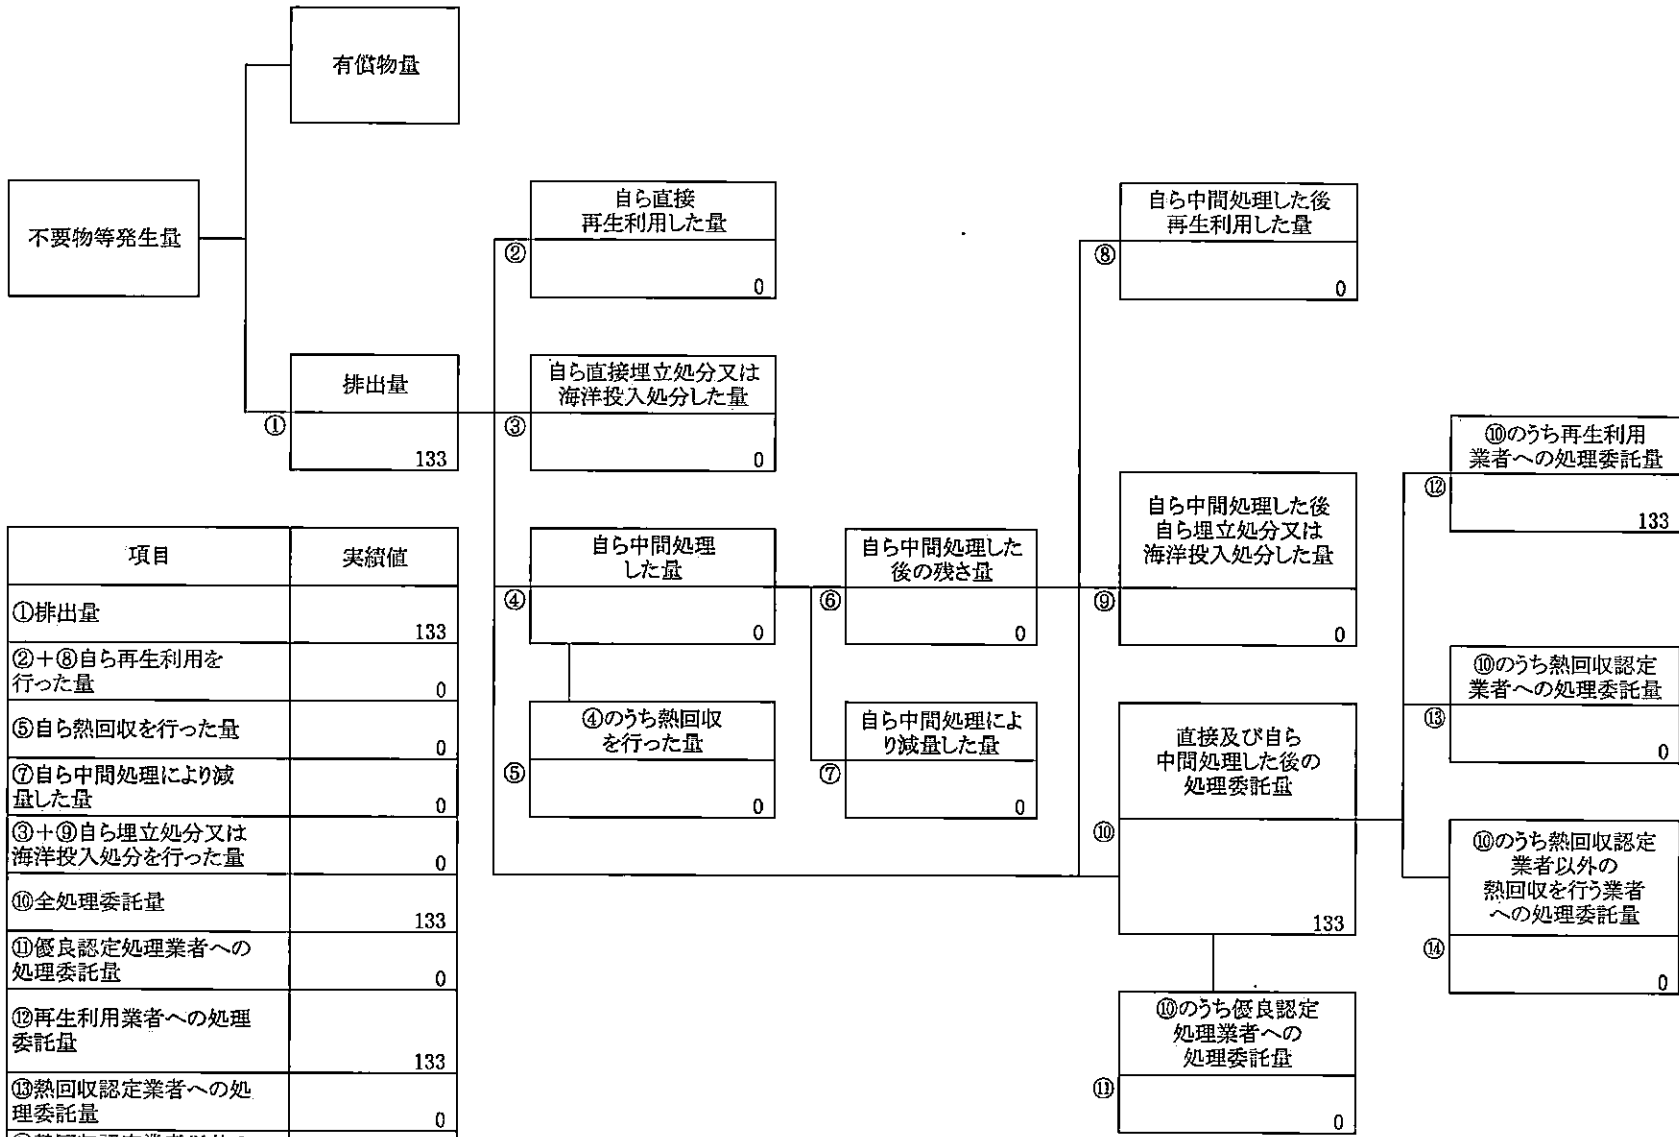 有償物量
不要物等発生量
①
排出量
133
②
自ら直接
再生利用した量
0
③
自ら直接埋立処分又は
海洋投入処分した量
0
④
自ら中間処理
した量
0
⑤
④のうち熱回収
を行った量
0
⑥
自ら中間処理した
後の残さ量
0
⑦
自ら中間処理によ
り減量した量
0
⑧
自ら中間処理した後
再生利用した量
0
⑨
自ら中間処理した後
自ら埋立処分又は
海洋投入処分した量
0
⑩
直接及び自ら
中間処理した後の
処理委託量
133
⑪
⑩のうち優良認定
処理業者への
処理委託量
0
⑫
⑩のうち再生利用
業者への処理委託量
133
⑬
⑩のうち熱回収認定
業者への処理委託量
0
⑭
⑩のうち熱回収認定
業者以外の
熱回収を行う業者
への処理委託量
0
項目 実績値
①排出量
133
②+⑧自ら再生利用を
行った量 0
⑤自ら熱回収を行った量
0
⑦自ら中間処理により減
量した量 0
③+⑨自ら埋立処分又は
海洋投入処分を行った量 0
⑩全処理委託量
133
⑪優良認定処理業者への
処理委託量 0
⑫再生利用業者への処理
委託量
133
⑬熱回収認定業者への処
理委託量 0